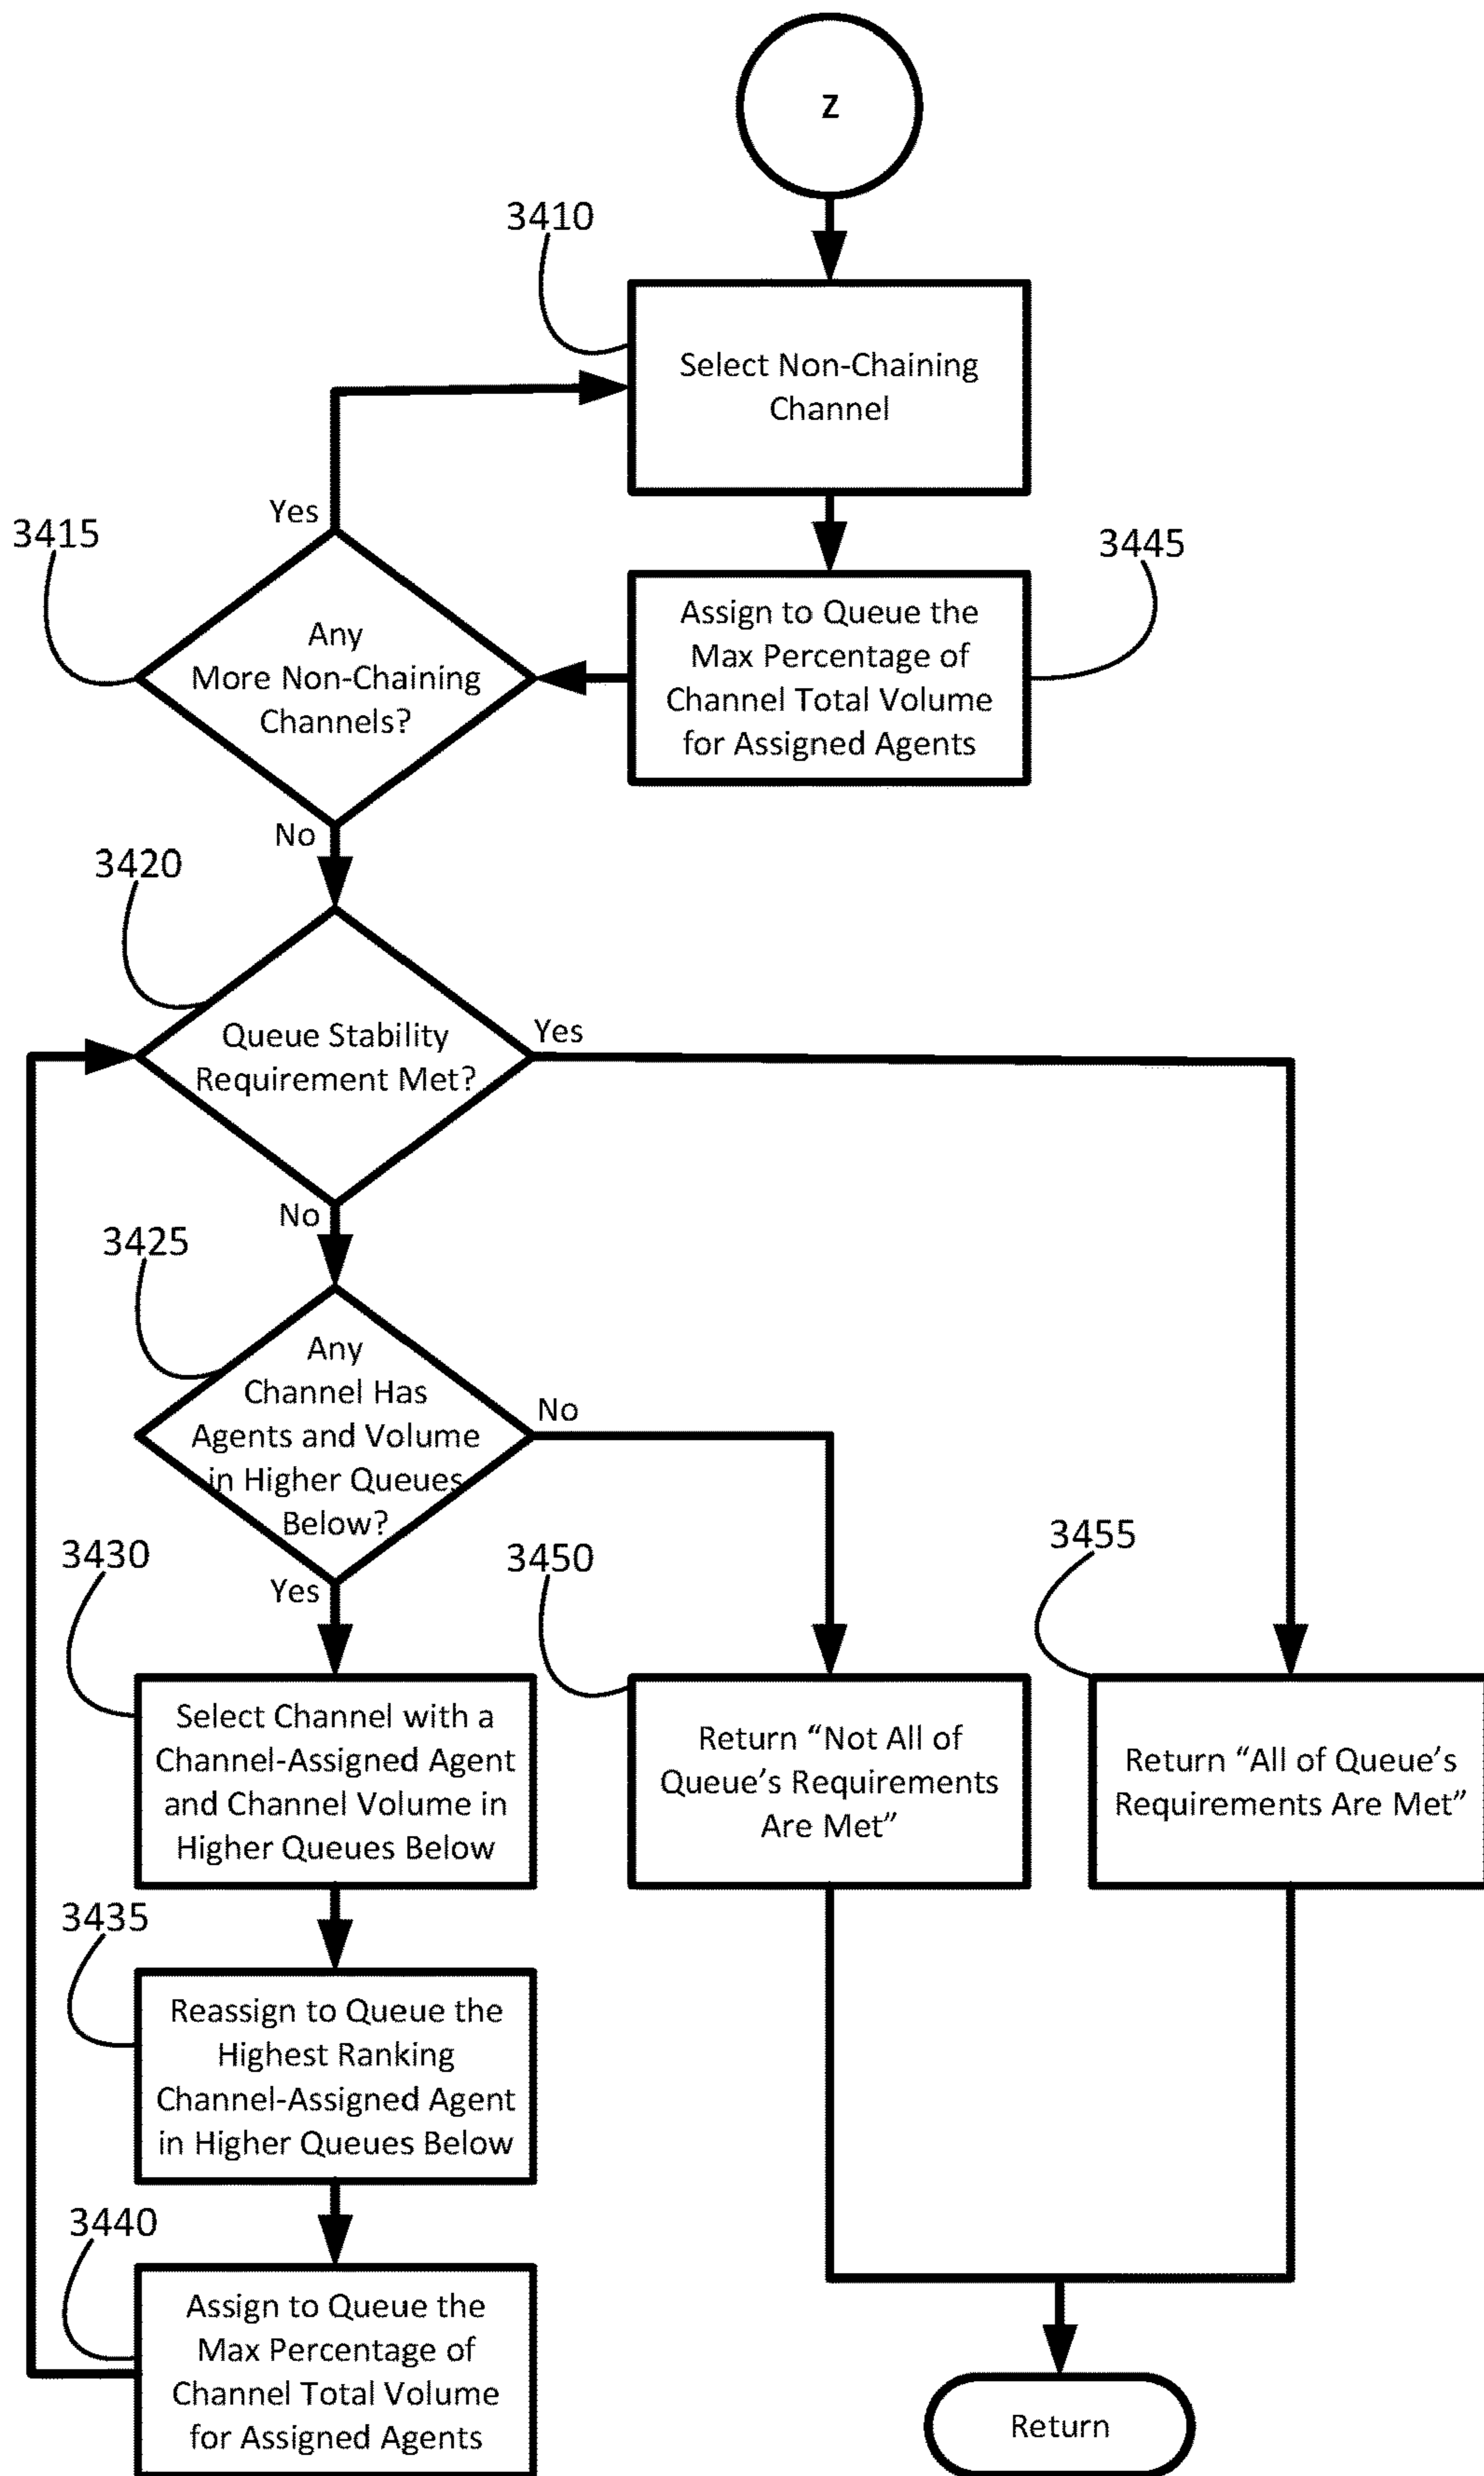 Z
3410
Select Non-Chaining
Channel
Yes
3415
3445
Any
More Non-Chaining
Channels?
Assign to Queue the
Max Percentage of
Channel Total Volume
for Assigned Agents
No
3420
Queue Stability
Requirement Met?
Yes
No
3425
Any
Channel Has
Agents and Volume
in Higher Queues
Below?
No
Yes
3430
3450
3455
Select Channel with a
Channel-Assigned Agent
and Channel Volume in
Higher Queues Below
Return “Not All of
Queue’s Requirements
Are Met”
Return “All of Queue’s
Requirements Are Met”
3435
Reassign to Queue the
Highest Ranking
Channel-Assigned Agent
in Higher Queues Below
3440
Assign to Queue the
Max Percentage of
Channel Total Volume
for Assigned Agents
Return